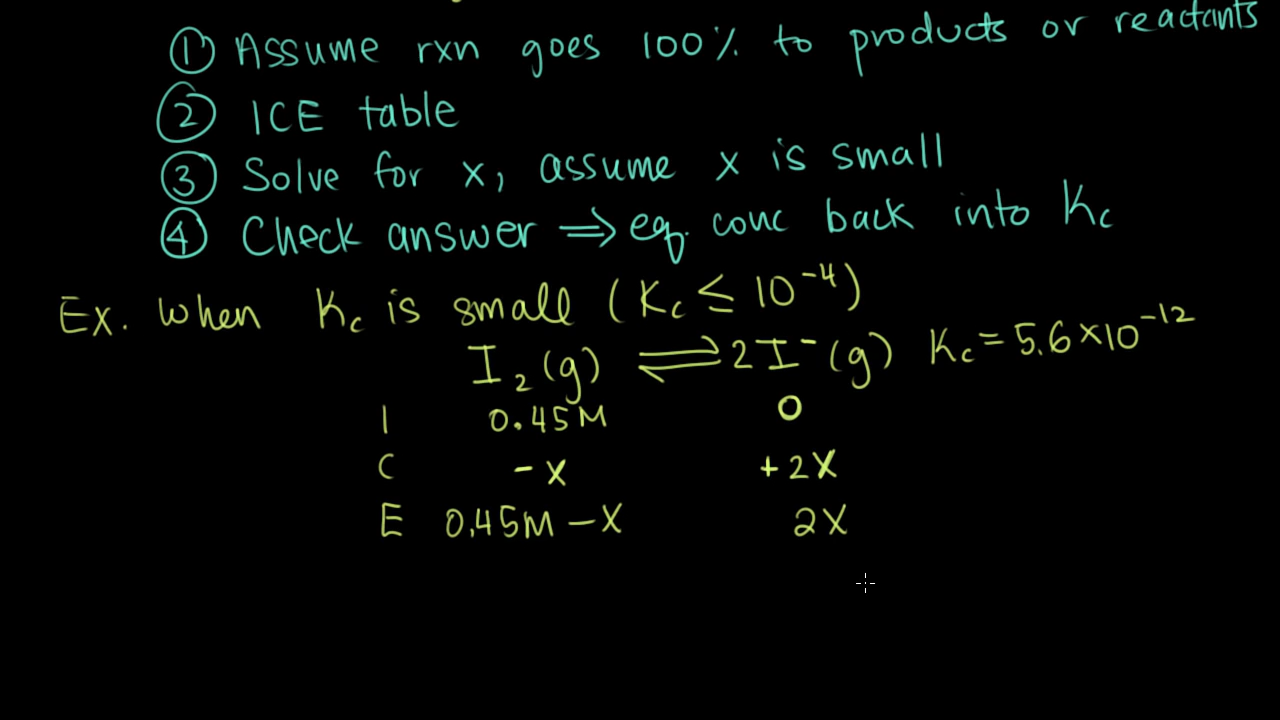 ① Assume rxn goes 100% to products or reactants
② ICE table
③ Solve for x, assume x is small
④ Check answer ⇒ eq. conc back into Kc
Ex. When Kc is small (Kc ≤ 10⁻⁴)
I₂(g) ⇌ 2I⁻(g) Kc = 5.6×10⁻¹²
I 0.45M 0
C -X +2X
E 0.45M -X 2X